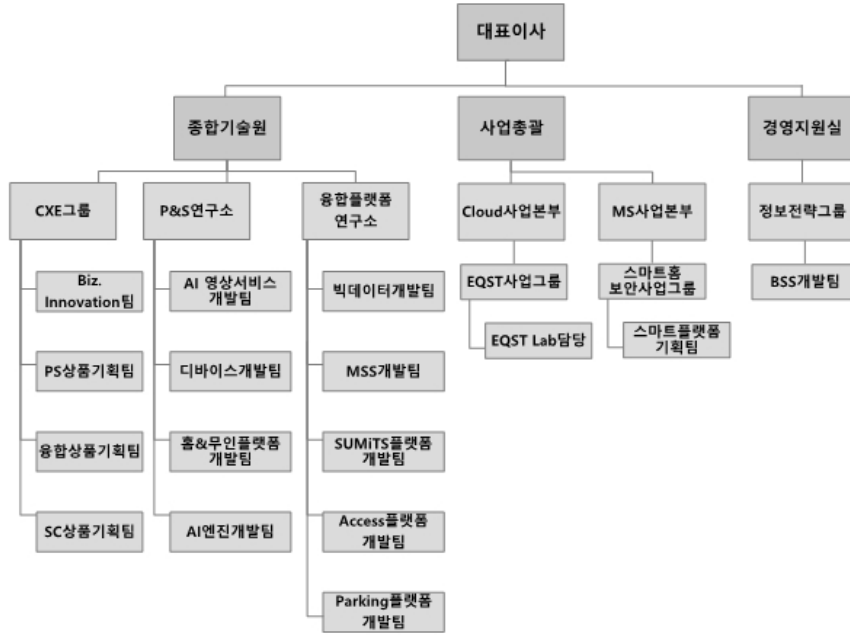 대표이사
종합기술원
사업총괄
경영지원실
CXE그룹
P&S연구소
융합플랫폼
연구소
Cloud사업본부
MS사업본부
정보전략그룹
Biz.
Innovation팀
AI 영상서비스
개발팀
빅데이터개발팀
EQST사업그룹
스마트홈
보안사업그룹
BSS개발팀
PS상품기획팀
디바이스개발팀
MSS개발팀
EQST Lab담당
스마트플랫폼
기획팀
융합상품기획팀
홈&무인플랫폼
개발팀
SUMiTS플랫폼
개발팀
SC상품기획팀
AI엔진개발팀
Access플랫폼
개발팀
Parking플랫폼
개발팀